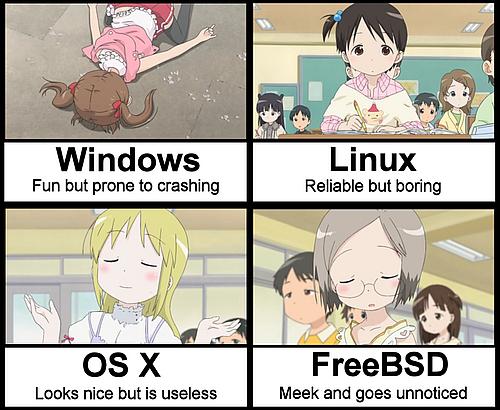 Windows
Fun but prone to crashing
Linux
Reliable but boring
OS X
Looks nice but is useless
FreeBSD
Meek and goes unnoticed